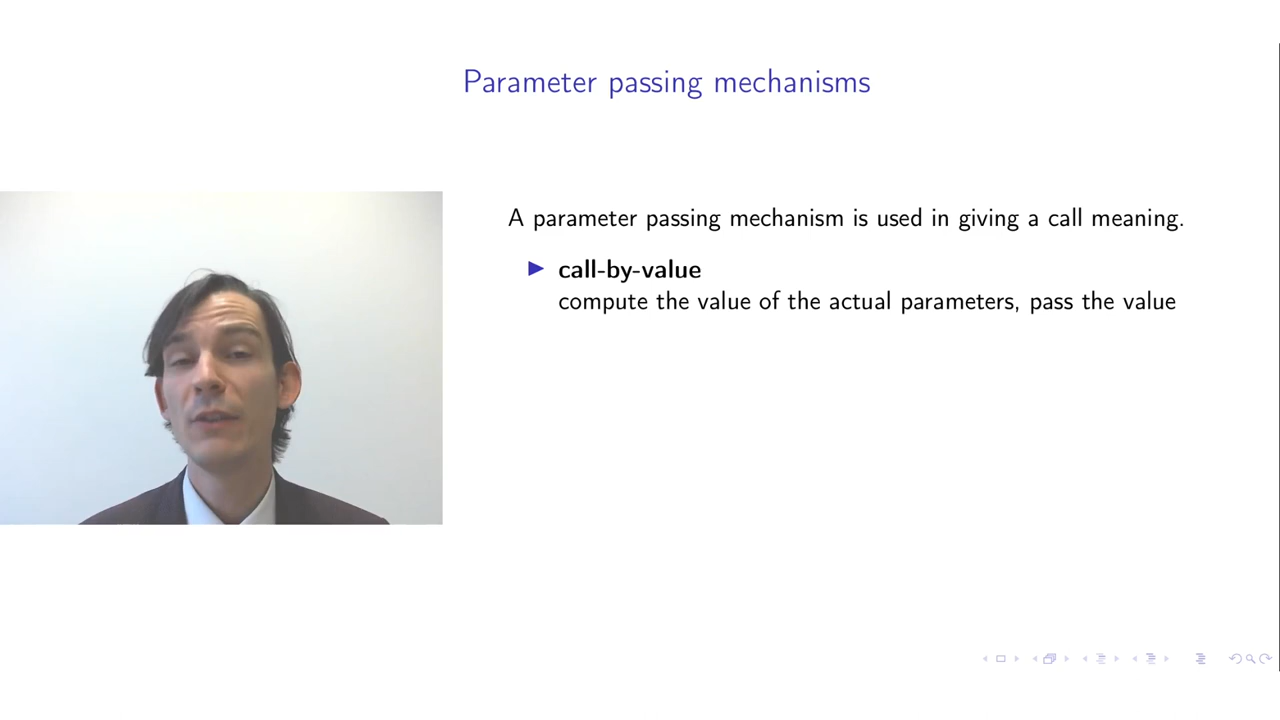 Parameter passing mechanisms
A parameter passing mechanism is used in giving a call meaning.
call-by-value
compute the value of the actual parameters, pass the value